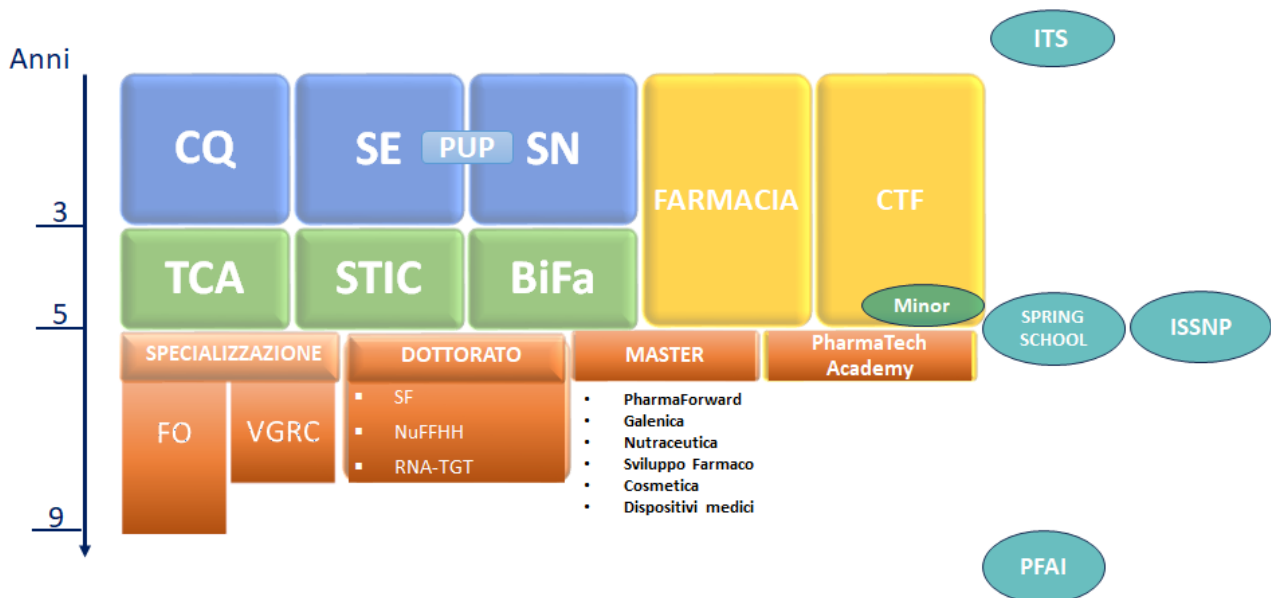 ITS
Anni
CQ
SE
PUP
SN
FARMACIA
CTF
3
TCA
STIC
BiFa
Minor
5
SPRING
SCHOOL
ISSNP
SPECIALIZZAZIONE
DOTTORATO
MASTER
PharmaTech
Academy
FO
VGRC
▪ SF
▪ NuFFHH
▪ RNA-TGT
• PharmaForward
• Galenica
• Nutraceutica
• Sviluppo Farmaco
• Cosmetica
• Dispositivi medici
9
PFAI